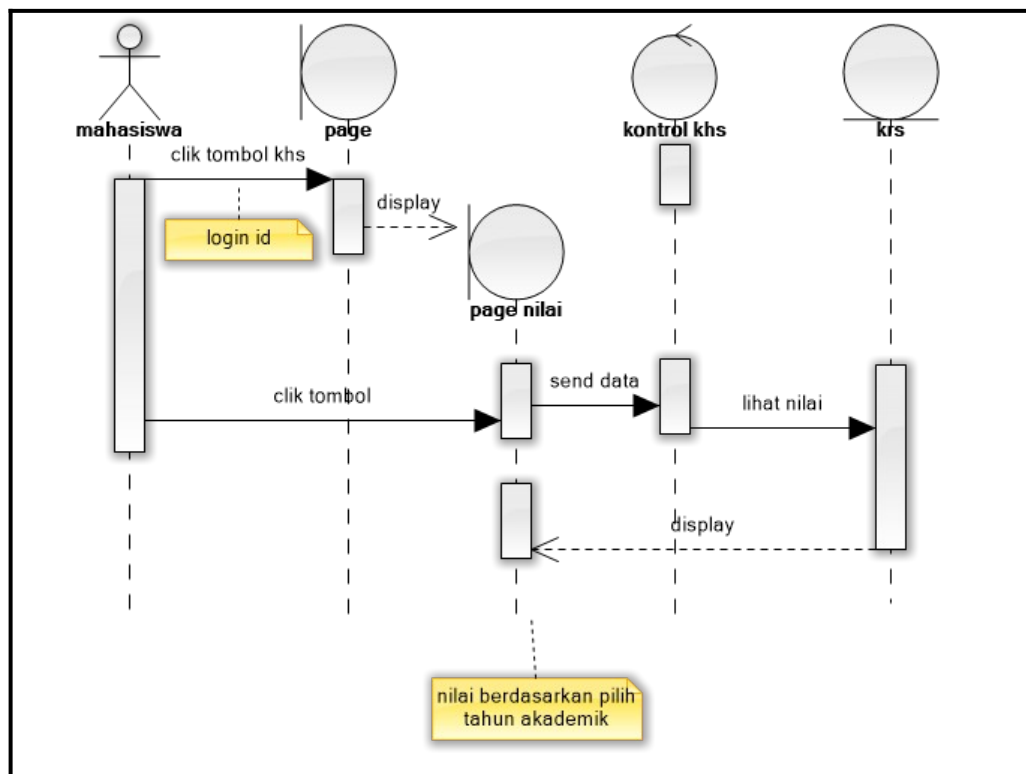 mahasiswa
page
kontrol khs
krs
clik tombol khs
display
login id
page nilai
clik tombol
send data
lihat nilai
display
nilai berdasarkan pilih
tahun akademik